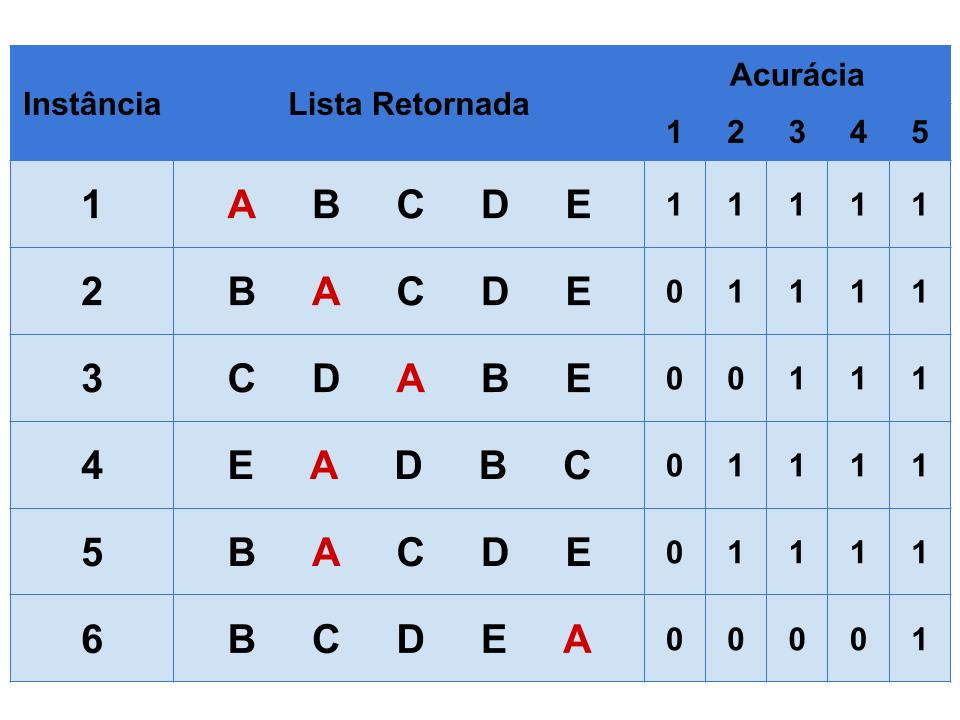 Acurácia
Instância Lista Retornada
1 2 3 4 5
1 A B C D E 1 1 1 1 1
2 B A C D E 0 1 1 1 1
3 C D A B E 0 0 1 1 1
4 E A D B C 0 1 1 1 1
5 B A C D E 0 1 1 1 1
6 B C D E A 0 0 0 0 1